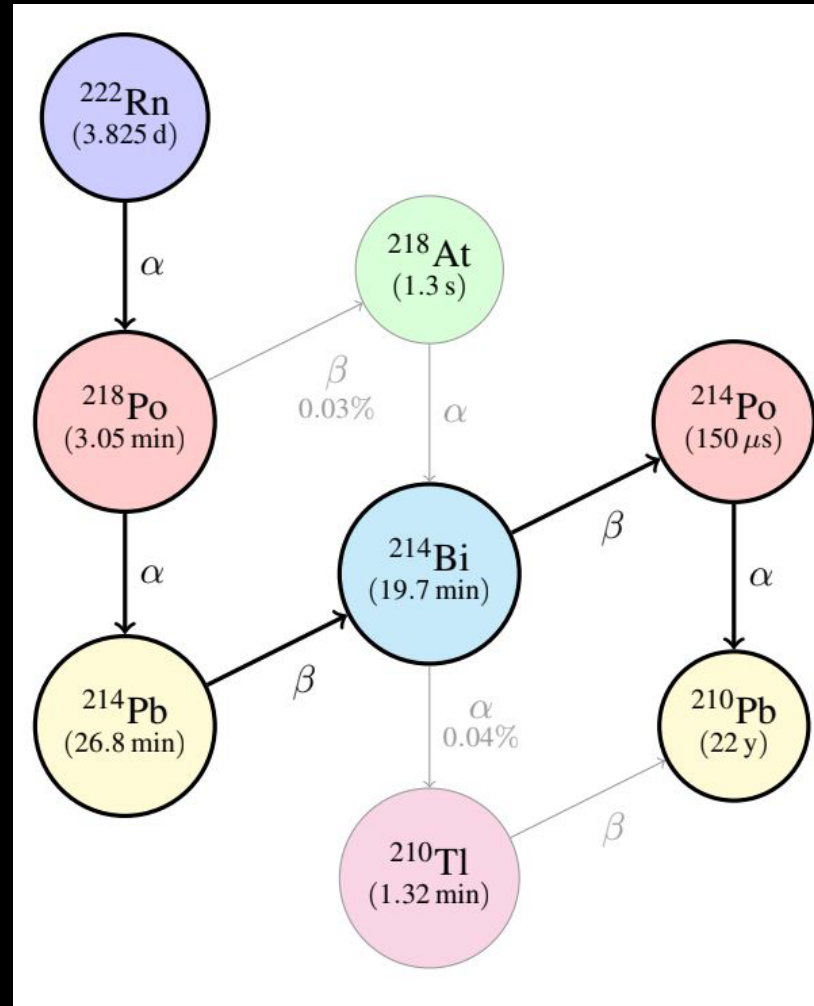 ²²²Rn
(3.825 d)
α
²¹⁸At
(1.3 s)
²¹⁸Po
(3.05 min)
β
0.03%
α
²¹⁴Po
(150 μs)
α
²¹⁴Bi
(19.7 min)
β
α
²¹⁴Pb
(26.8 min)
β
α
0.04%
²¹⁰Pb
(22 y)
²¹⁰Tl
(1.32 min)
β